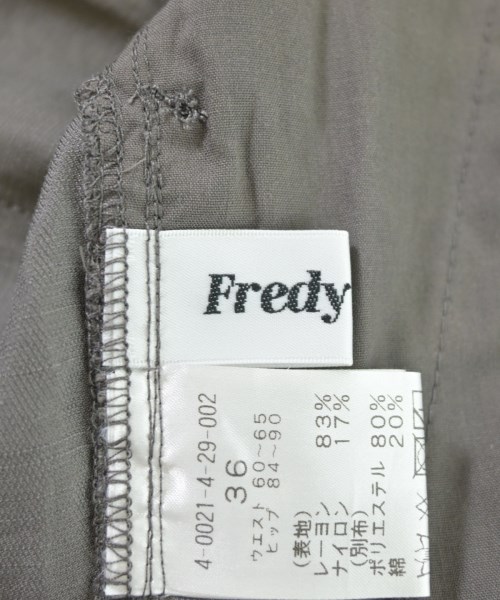 Fredy
4-0021-4-29-002
36
ウエスト 60～65
ヒップ 84～90
(表地)
レーヨン 83%
ナイロン 17%
(別布)
ポリエステル 80%
綿 20%